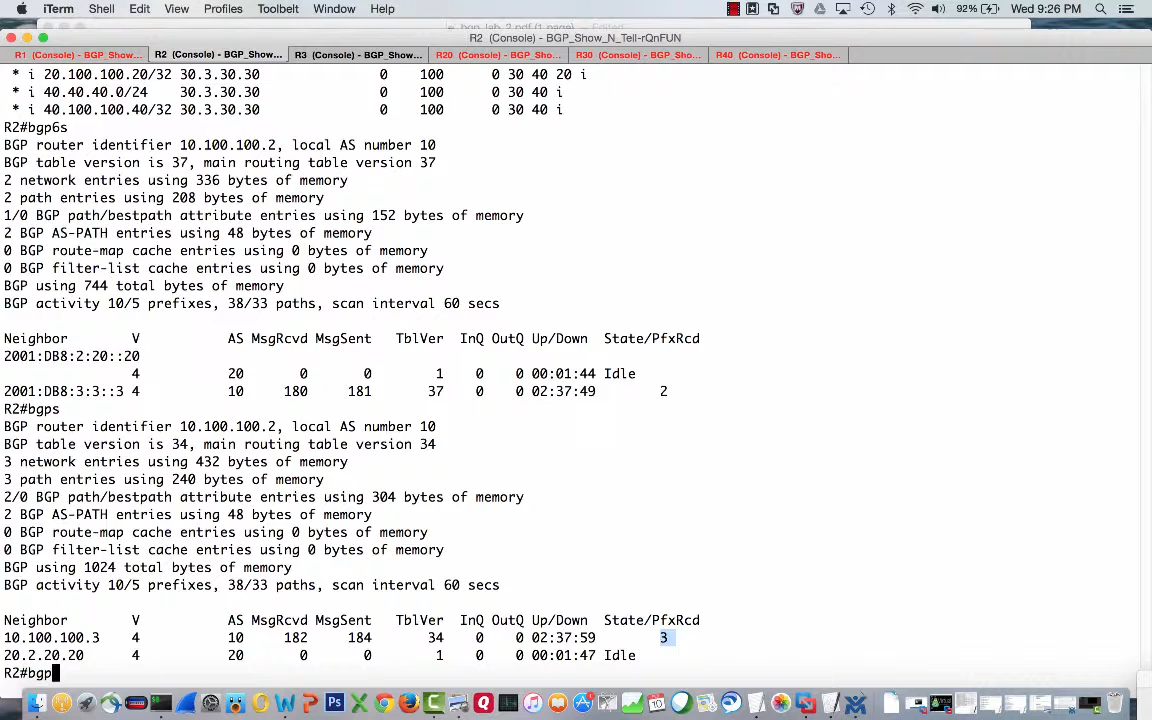 iTerm Shell Edit View Profiles Toolbelt Window Help 92% Wed 9:26 PM
R2 (Console) - BGP_Show_N_Tell-rQnFUN
R1 (Console) - BGP_Show... R2 (Console) - BGP_Show... R3 (Console) - BGP_Show... R20 (Console) - BGP_Sho... R30 (Console) - BGP_Sho... R40 (Console) - BGP_Sho...
* i 20.100.100.20/32 30.3.30.30 0 100 0 30 40 20 i
* i 40.40.40.0/24 30.3.30.30 0 100 0 30 40 i
* i 40.100.100.40/32 30.3.30.30 0 100 0 30 40 i
R2#bgp6s
BGP router identifier 10.100.100.2, local AS number 10
BGP table version is 37, main routing table version 37
2 network entries using 336 bytes of memory
2 path entries using 208 bytes of memory
1/0 BGP path/bestpath attribute entries using 152 bytes of memory
2 BGP AS-PATH entries using 48 bytes of memory
0 BGP route-map cache entries using 0 bytes of memory
0 BGP filter-list cache entries using 0 bytes of memory
BGP using 744 total bytes of memory
BGP activity 10/5 prefixes, 38/33 paths, scan interval 60 secs
Neighbor V AS MsgRcvd MsgSent TblVer InQ OutQ Up/Down State/PfxRcd
2001:DB8:2:20::20
4 20 0 0 1 0 0 00:01:44 Idle
2001:DB8:3:3::3 4 10 180 181 37 0 0 02:37:49 2
R2#bgps
BGP router identifier 10.100.100.2, local AS number 10
BGP table version is 34, main routing table version 34
3 network entries using 432 bytes of memory
3 path entries using 240 bytes of memory
2/0 BGP path/bestpath attribute entries using 304 bytes of memory
2 BGP AS-PATH entries using 48 bytes of memory
0 BGP route-map cache entries using 0 bytes of memory
0 BGP filter-list cache entries using 0 bytes of memory
BGP using 1024 total bytes of memory
BGP activity 10/5 prefixes, 38/33 paths, scan interval 60 secs
Neighbor V AS MsgRcvd MsgSent TblVer InQ OutQ Up/Down State/PfxRcd
10.100.100.3 4 10 182 184 34 0 0 02:37:59 3
20.2.20.20 4 20 0 0 1 0 0 00:01:47 Idle
R2#bgp